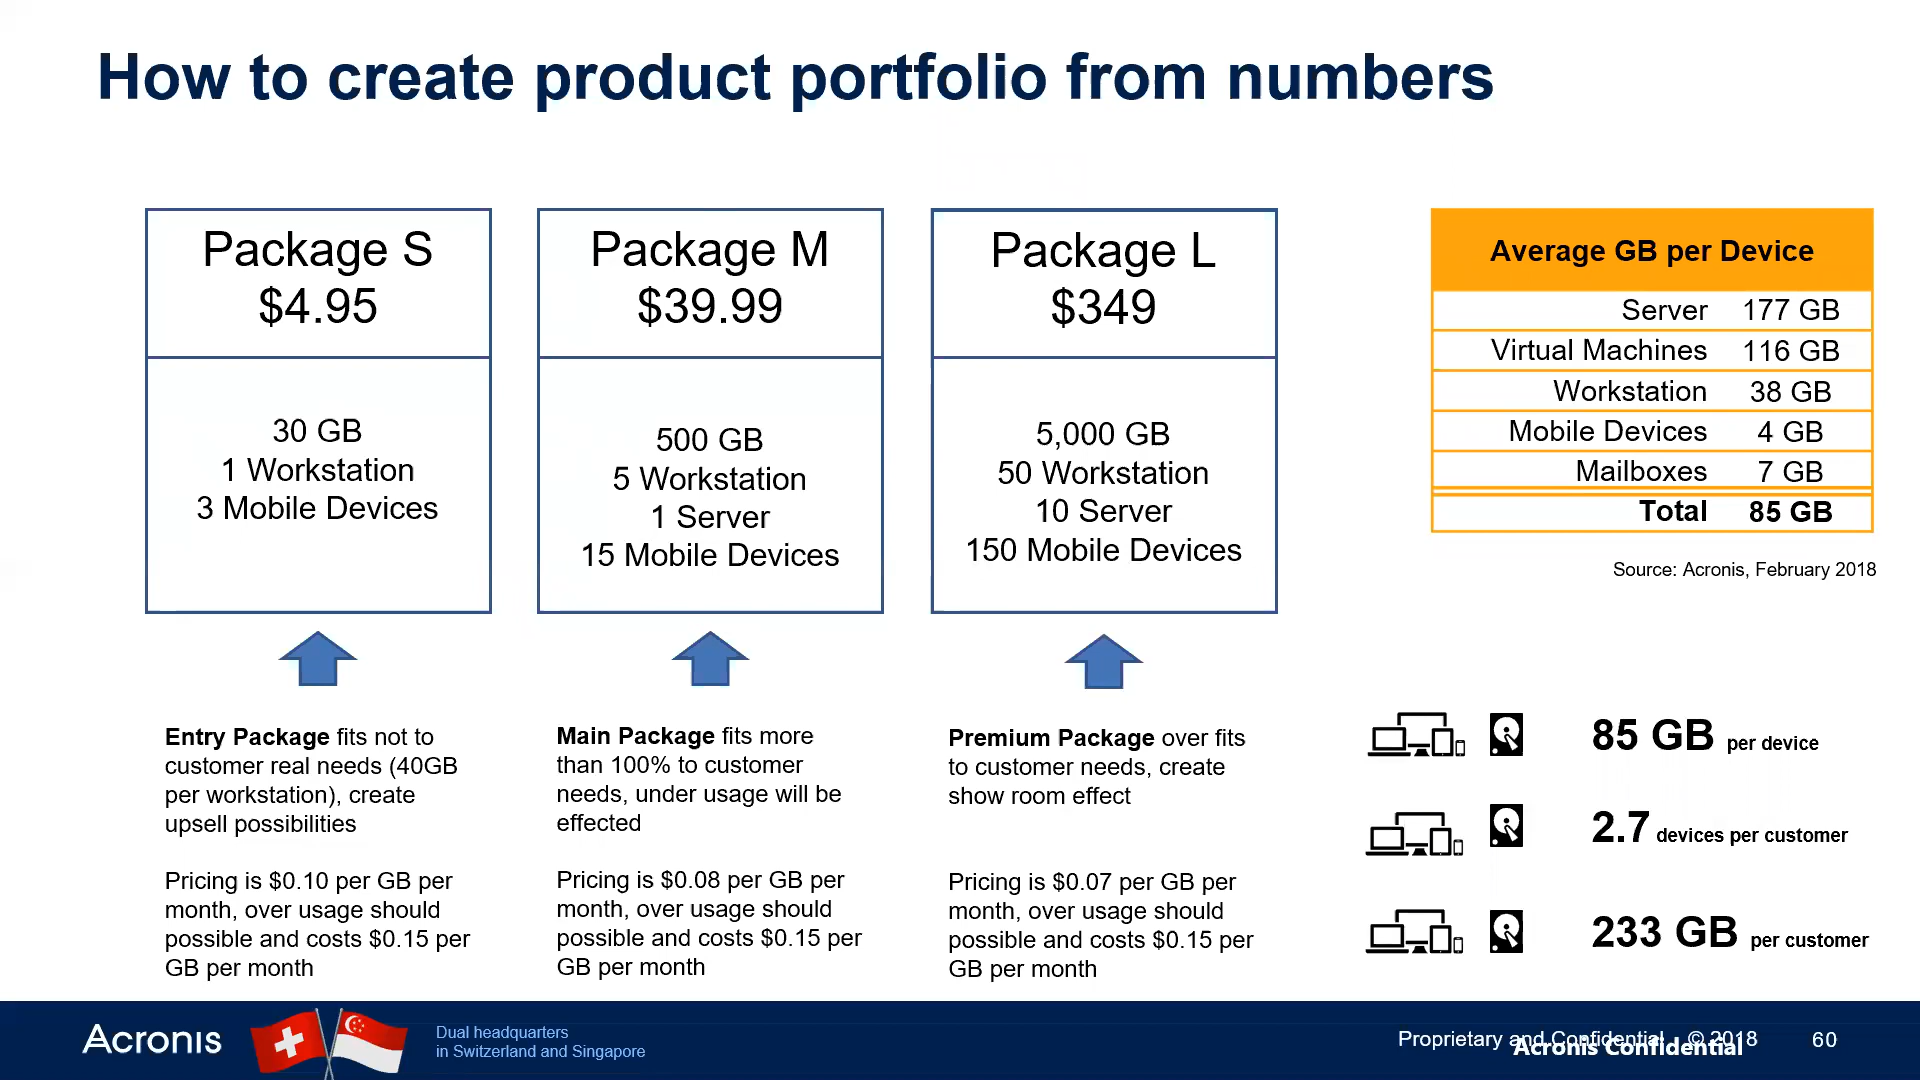 How to create product portfolio from numbers
Package S
$4.95
30 GB
1 Workstation
3 Mobile Devices
Package M
$39.99
500 GB
5 Workstation
1 Server
15 Mobile Devices
Package L
$349
5,000 GB
50 Workstation
10 Server
150 Mobile Devices
Average GB per Device
Server 177 GB
Virtual Machines 116 GB
Workstation 38 GB
Mobile Devices 4 GB
Mailboxes 7 GB
Total 85 GB
Source: Acronis, February 2018
Entry Package fits not to
customer real needs (40GB
per workstation), create
upsell possibilities
Pricing is $0.10 per GB per
month, over usage should
possible and costs $0.15 per
GB per month
Main Package fits more
than 100% to customer
needs, under usage will be
effected
Pricing is $0.08 per GB per
month, over usage should
possible and costs $0.15 per
GB per month
Premium Package over fits
to customer needs, create
show room effect
Pricing is $0.07 per GB per
month, over usage should
possible and costs $0.15 per
GB per month
85 GB per device
2.7 devices per customer
233 GB per customer
Acronis
Dual headquarters
in Switzerland and Singapore
Proprietary and Confidential © 2018
Acronis Confidential
60